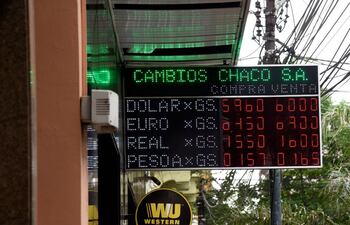 CAMBIOS CHACO S.A.
COMPRA VENTA
DOLAR x GS. 5960 6000
EURO x GS. 6450 6900
REAL x GS. 1550 1600
PESOA x GS. 0157 0165
WU
WESTERN